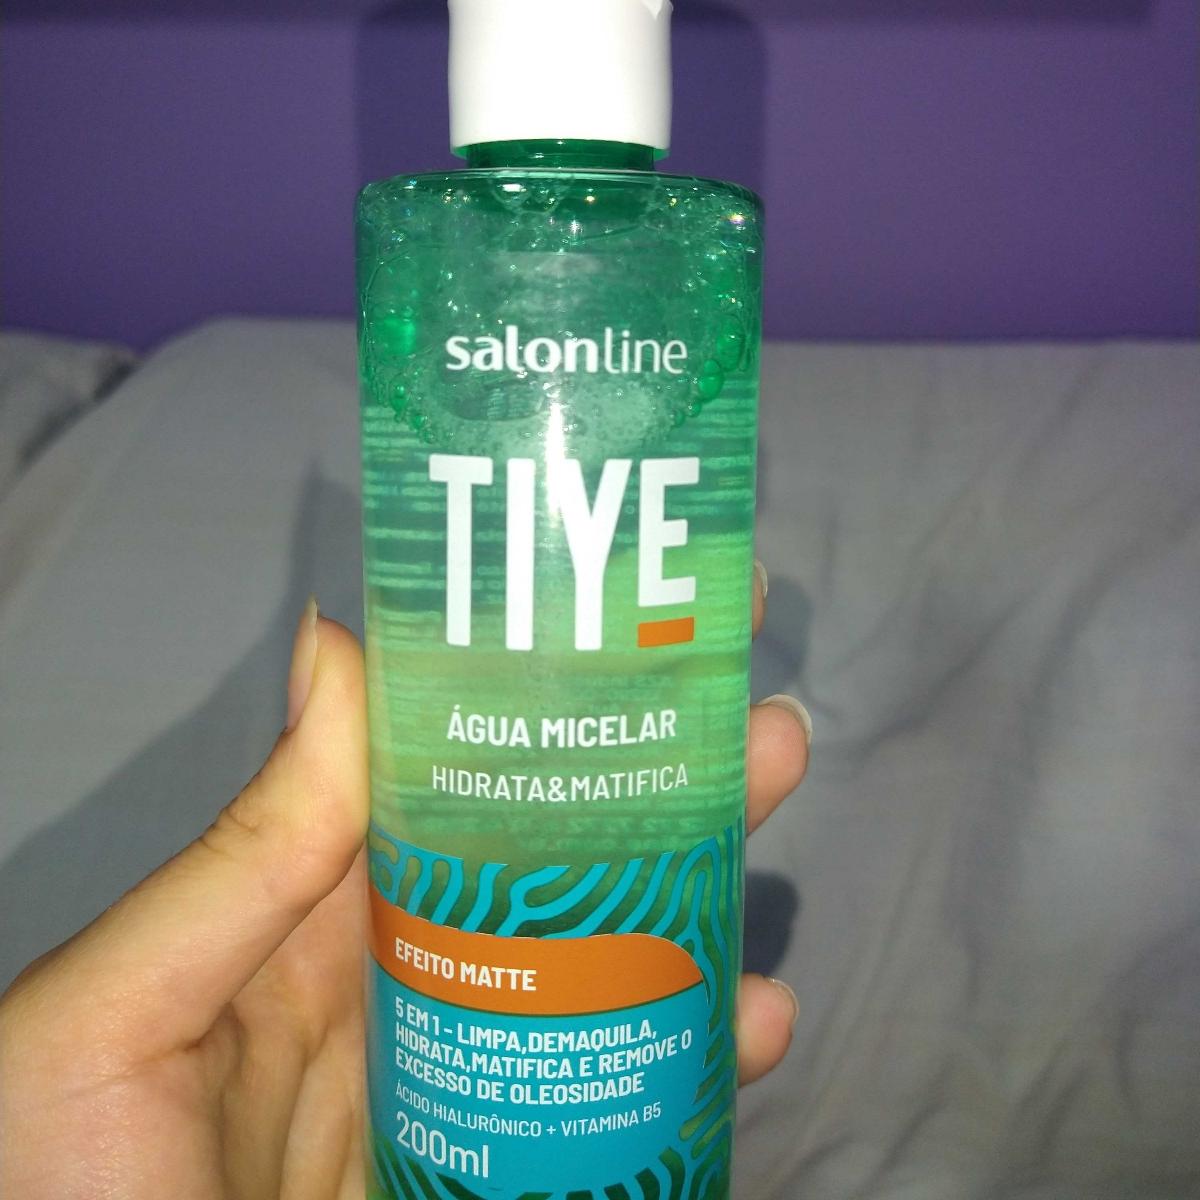 salonline
TIYE
ÁGUA MICELAR
HIDRATA&MATIFICA
EFEITO MATTE
5 EM 1 - LIMPA,DEMAQUILA,
HIDRATA,MATIFICA E REMOVE O
EXCESSO DE OLEOSIDADE
ÁCIDO HIALURÔNICO + VITAMINA B5
200ml